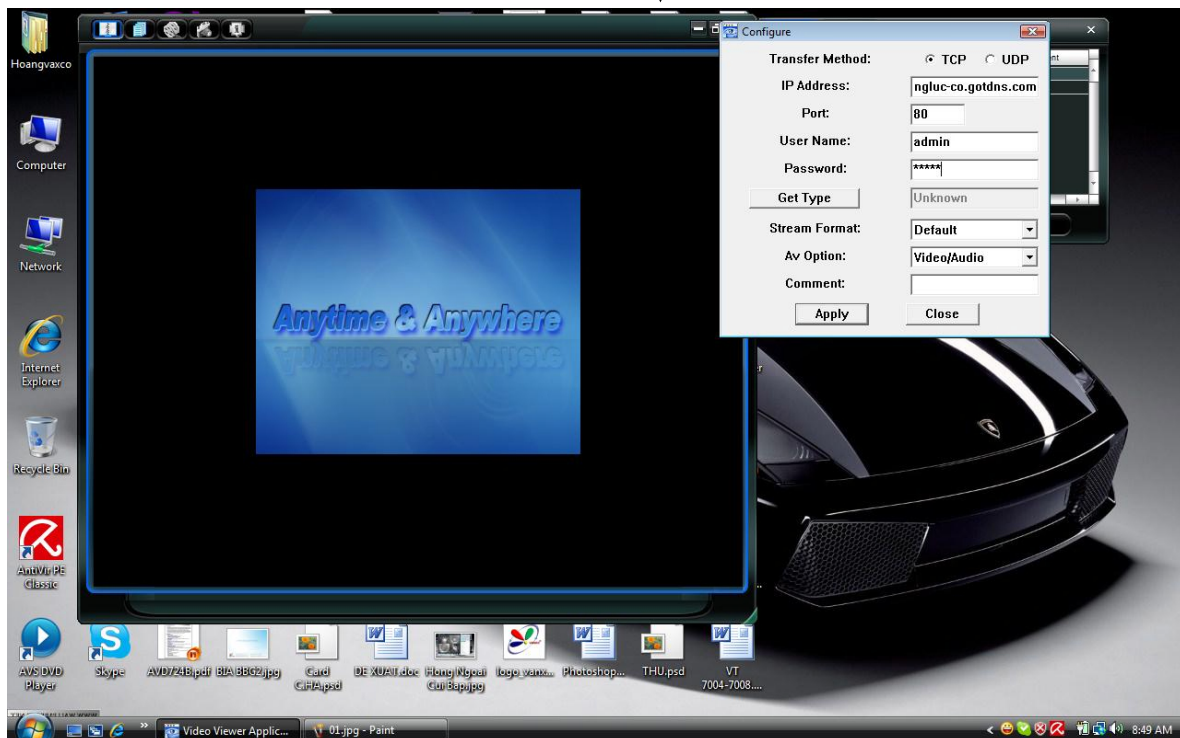 Hoangvaxco
Computer
Network
Internet
Explorer
Recycle Bin
AntiVir PE
Classic
AVS DVD
Player
Anytime & Anywhere
Configure
Transfer Method:
TCP
UDP
IP Address:
ngluc-co.gotdns.com
Port:
80
User Name:
admin
Password:
*****
Get Type
Unknown
Stream Format:
Default
Av Option:
Video/Audio
Comment:
Apply
Close
Skype
AVD724B.pdf
BIA BBG2.jpg
Card
C.HA.psd
DE XUAT.doc
Hong Ngoai
Cui Bap.jpg
logo_vanx...
Photoshop...
THU.psd
VT
7004-7008....
Video Viewer Applic...
01.jpg - Paint
8:49 AM